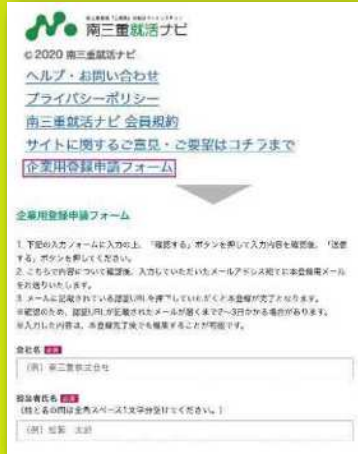 南三重就活ナビ
© 2020 南三重就活ナビ
ヘルプ・お問い合わせ
プライバシーポリシー
南三重就活ナビ 会員規約
サイトに関するご意見・ご要望はコチラまで
企業用登録申請フォーム
企業用登録申請フォーム
1. 下記の入力フォームに入力の上、「確認する」ボタンを押して入力内容を確認後、「送信
する」ボタンを押してください。
2. こちらで内容について確認後、入力していただいたメールアドレス宛てに本登録用メール
をお送りいたします。
3. メールに記載されている認証URLを押下していただくと本登録が完了となります。
※確認のため、認証URLが記載されたメールが届くまで2〜3日かかる場合があります。
※入力した内容は、本登録完了後でも編集することが可能です。
会社名 必須
(例) 南三重株式会社
担当者氏名 必須
(姓と名の間は全角スペース1文字分空けてください。)
(例) 太郎